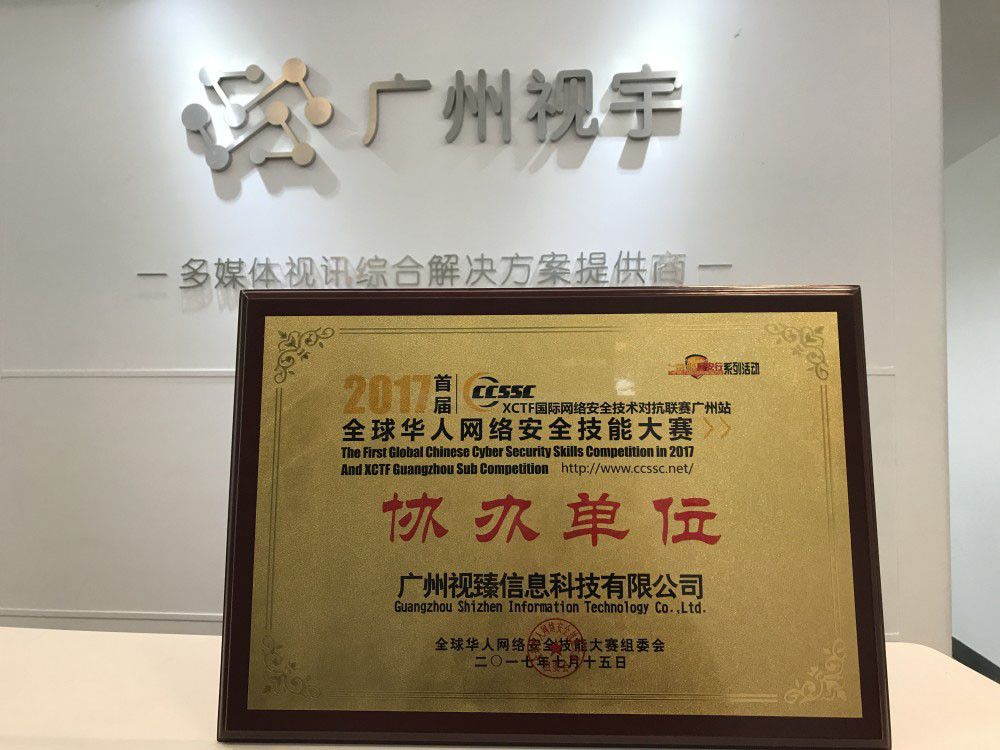 广州视宇
多媒体视讯综合解决方案提供商
系列活动
2017 首届 CCSSC
XCTF国际网络安全技术对抗联赛广州站
全球华人网络安全技能大赛
The First Global Chinese Cyber Security Skills Competition in 2017
And XCTF Guangzhou Sub Competition http://www.ccssc.net/
协办单位
广州视臻信息科技有限公司
Guangzhou Shizhen Information Technology Co.,Ltd.
全球华人网络安全技能大赛组委会
二〇一七年七月十五日